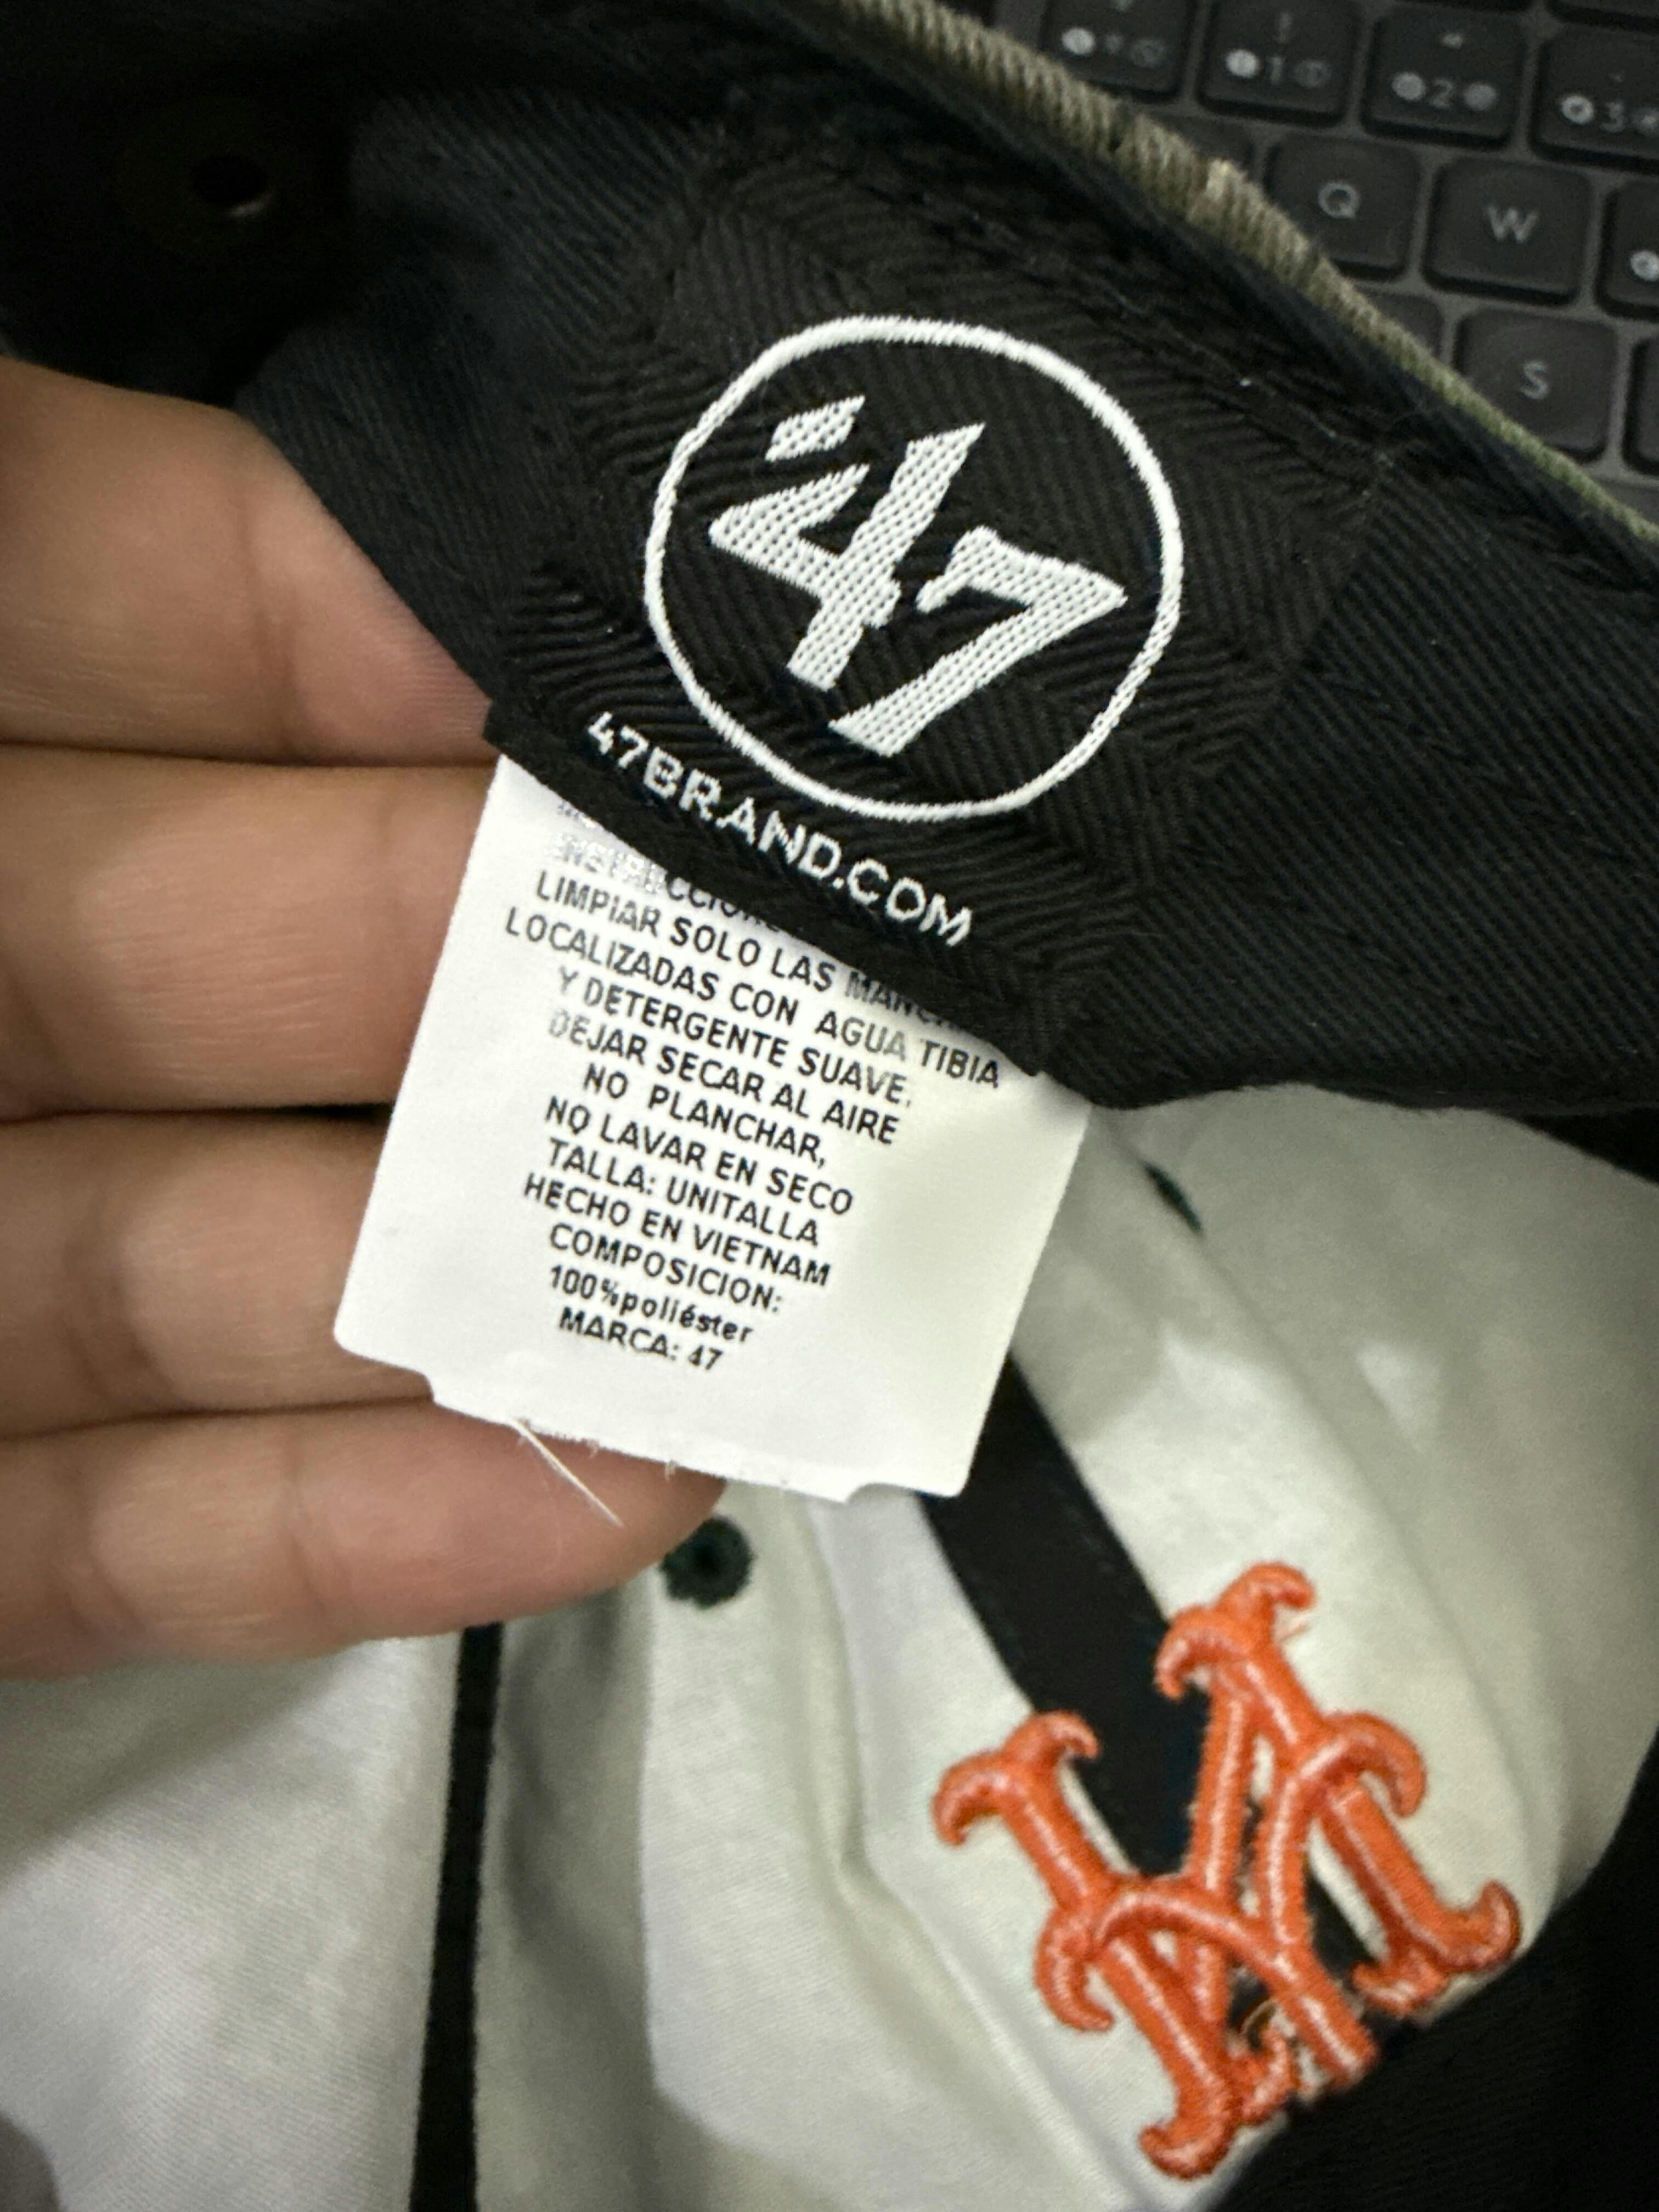 1
2
3
Q
W
S
'47
47BRAND.COM
LIMPIAR SOLO LAS
LOCALIZADAS CON AGUA TIBIA
Y DETERGENTE SUAVE.
DEJAR SECAR AL AIRE
NO PLANCHAR,
NO LAVAR EN SECO
TALLA: UNITALLA
HECHO EN VIETNAM
COMPOSICION:
100%poliéster
MARCA: 47
NY